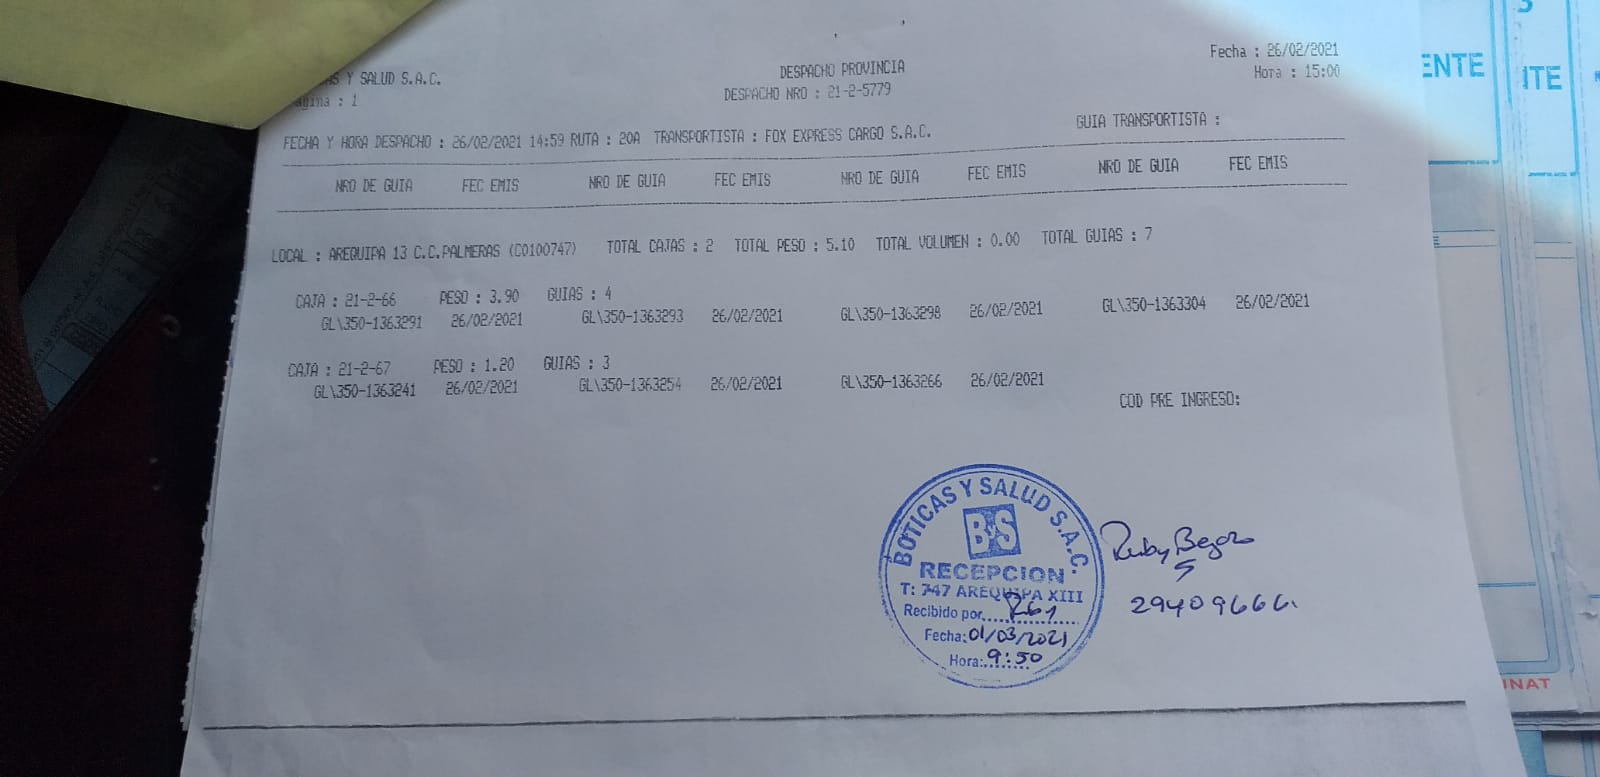 AS Y SALUD S.A.C.
DESPACHO PROVINCIA
Fecha : 26/02/2021
agina : 1
DESPACHO NRO : 21-2-5779
Hora : 15:00
FECHA Y HORA DESPACHO : 26/02/2021 14:59 RUTA : 20A TRANSPORTISTA : FOX EXPRESS CARGO S.A.C.
GUIA TRANSPORTISTA :
NRO DE GUIA FEC EMIS NRO DE GUIA FEC EMIS NRO DE GUIA FEC EMIS NRO DE GUIA FEC EMIS
LOCAL : AREQUIPA 13 C.C.PALMERAS (C0100747) TOTAL CAJAS : 2 TOTAL PESO : 5.10 TOTAL VOLUMEN : 0.00 TOTAL GUIAS : 7
CAJA : 21-2-66 PESO : 3.90 GUIAS : 4
GL\350-1363291 26/02/2021 GL\350-1363293 26/02/2021 GL\350-1363298 26/02/2021 GL\350-1363304 26/02/2021
CAJA : 21-2-67 PESO : 1.20 GUIAS : 3
GL\350-1363241 26/02/2021 GL\350-1363254 26/02/2021 GL\350-1363266 26/02/2021
COD PRE INGRESO:
BOTICAS Y SALUD S.A.C.
ByS
RECEPCION
T: 747 AREQUIPA XIII
Recibido por
Fecha: 01/03/2021
Hora: 9:50
Ruby
29409666
ENTE
ITE
NAT